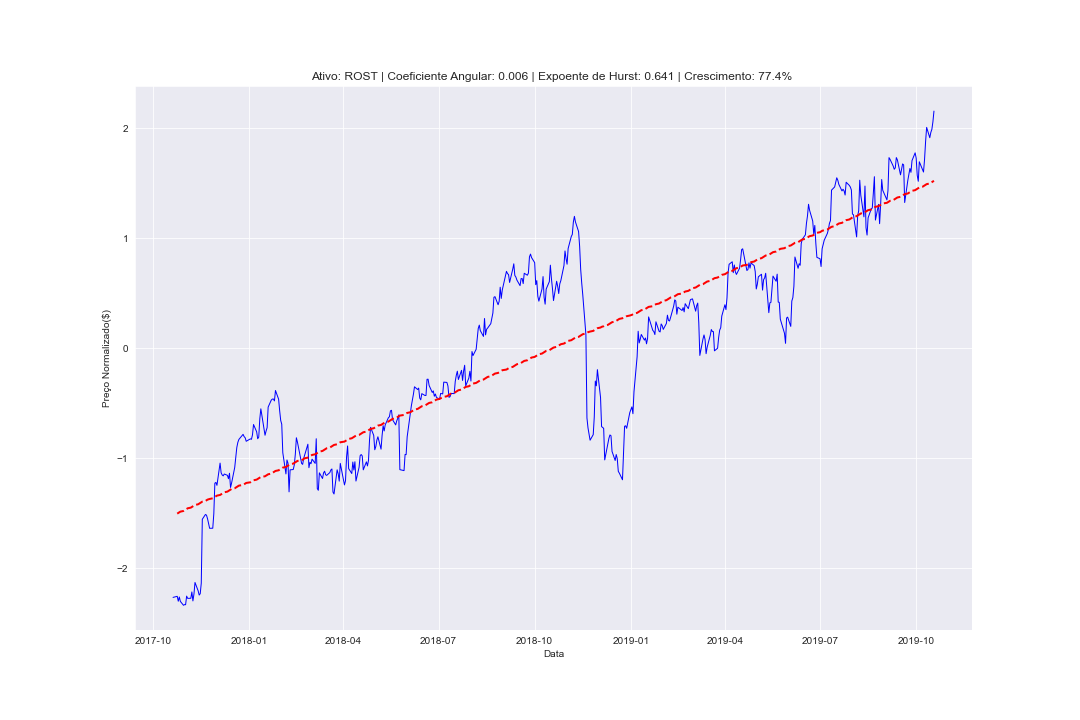 Ativo: ROST | Coeficiente Angular: 0.006 | Expoente de Hurst: 0.641 | Crescimento: 77.4%
2
1
0
−1
−2
Preço Normalizado($)
2017-10 2018-01 2018-04 2018-07 2018-10 2019-01 2019-04 2019-07 2019-10
Data